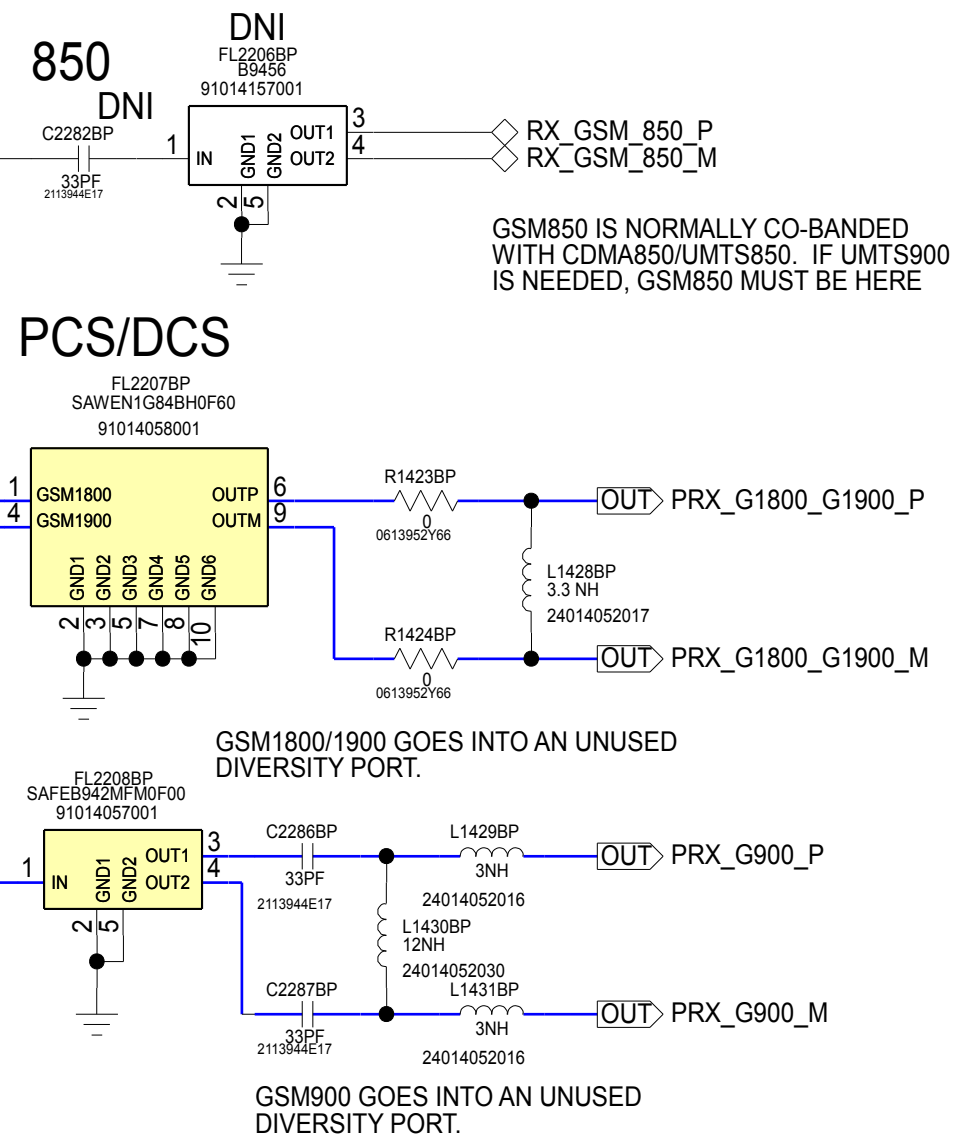 DNI
FL2206BP
B9456
91014157001
850
DNI
C2282BP
33PF
2113944E17
1
IN
GND1
GND2
OUT1
OUT2
3
4
2
5
RX_GSM_850_P
RX_GSM_850_M
GSM850 IS NORMALLY CO-BANDED
WITH CDMA850/UMTS850. IF UMTS900
IS NEEDED, GSM850 MUST BE HERE
PCS/DCS
FL2207BP
SAWEN1G84BH0F60
91014058001
1
4
GSM1800
GSM1900
OUTP
OUTM
6
9
GND1
GND2
GND3
GND4
GND5
GND6
2
3
5
7
8
10
R1423BP
0
0613952Y66
R1424BP
0
0613952Y66
L1428BP
3.3 NH
24014052017
OUT PRX_G1800_G1900_P
OUT PRX_G1800_G1900_M
GSM1800/1900 GOES INTO AN UNUSED
DIVERSITY PORT.
FL2208BP
SAFEB942MFM0F00
91014057001
1
IN
GND1
GND2
OUT1
OUT2
3
4
2
5
C2286BP
33PF
2113944E17
L1429BP
3NH
24014052016
L1430BP
12NH
24014052030
C2287BP
33PF
2113944E17
L1431BP
3NH
24014052016
OUT PRX_G900_P
OUT PRX_G900_M
GSM900 GOES INTO AN UNUSED
DIVERSITY PORT.